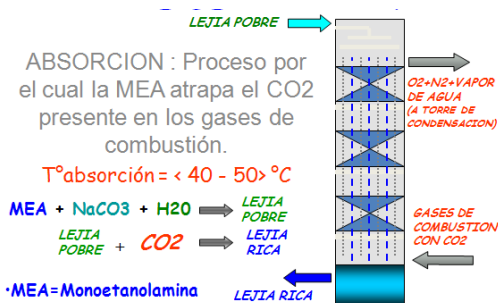 LEJIA POBRE
ABSORCION : Proceso por
el cual la MEA atrapa el CO2
presente en los gases de
combustión.
T°absorción = < 40 - 50> °C
MEA + NaCO3 + H20 LEJIA POBRE
LEJIA POBRE + CO2 LEJIA RICA
•MEA=Monoetanolamina
O2+N2+VAPOR
DE AGUA
(A TORRE DE
CONDENSACION)
GASES DE
COMBUSTION
CON CO2
LEJIA RICA